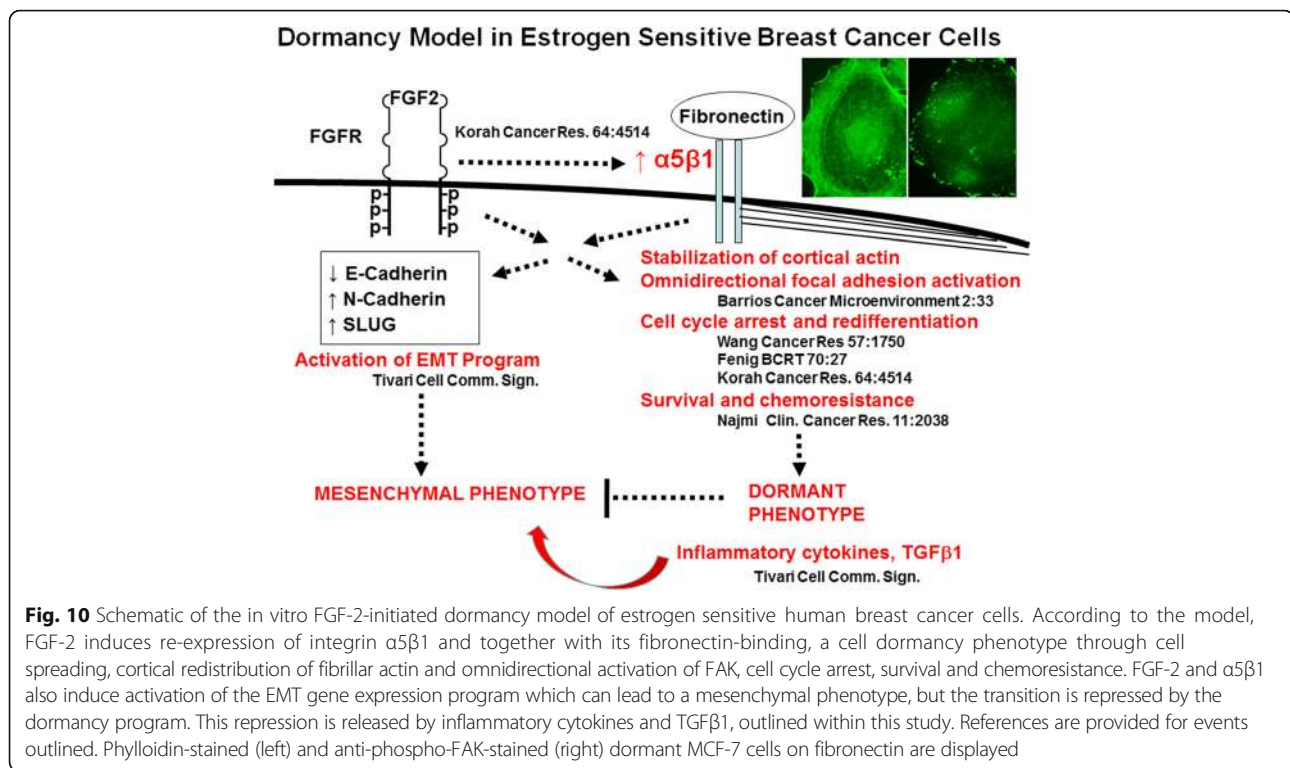 Dormancy Model in Estrogen Sensitive Breast Cancer Cells
FGF2
FGFR
Korah Cancer Res. 64:4514
↑ α5β1
Fibronectin
p- -p
p- -p
p- -p
↓ E-Cadherin
↑ N-Cadherin
↑ SLUG
Activation of EMT Program
Tivari Cell Comm. Sign.
Stabilization of cortical actin
Omnidirectional focal adhesion activation
Barrios Cancer Microenvironment 2:33
Cell cycle arrest and redifferentiation
Wang Cancer Res 57:1750
Fenig BCRT 70:27
Korah Cancer Res. 64:4514
Survival and chemoresistance
Najmi Clin. Cancer Res. 11:2038
MESENCHYMAL PHENOTYPE
DORMANT
PHENOTYPE
Inflammatory cytokines, TGFβ1
Tivari Cell Comm. Sign.
Fig. 10 Schematic of the in vitro FGF-2-initiated dormancy model of estrogen sensitive human breast cancer cells. According to the model,
FGF-2 induces re-expression of integrin α5β1 and together with its fibronectin-binding, a cell dormancy phenotype through cell
spreading, cortical redistribution of fibrillar actin and omnidirectional activation of FAK, cell cycle arrest, survival and chemoresistance. FGF-2 and α5β1
also induce activation of the EMT gene expression program which can lead to a mesenchymal phenotype, but the transition is repressed by the
dormancy program. This repression is released by inflammatory cytokines and TGFβ1, outlined within this study. References are provided for events
outlined. Phylloidin-stained (left) and anti-phospho-FAK-stained (right) dormant MCF-7 cells on fibronectin are displayed